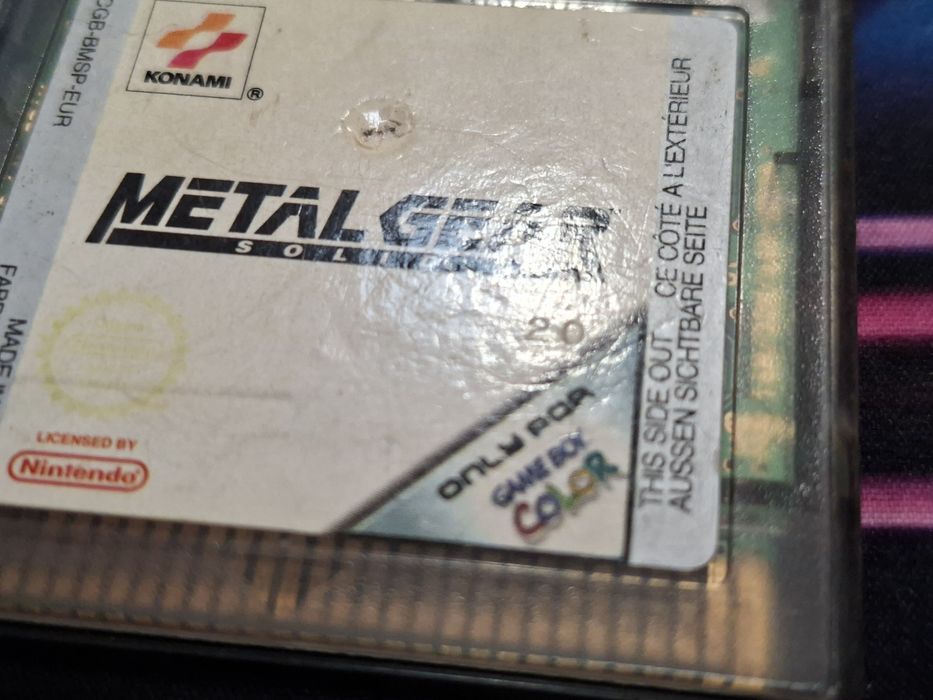 CGB-BMSP-EUR
KONAMI
®
METAL GEAR
SOLID
20
LICENSED BY
Nintendo®
ONLY FOR
GAME BOY
COLOR
THIS SIDE OUT CE CÔTÉ À L'EXTÉRIEUR
AUSSEN SICHTBARE SEITE
MADE